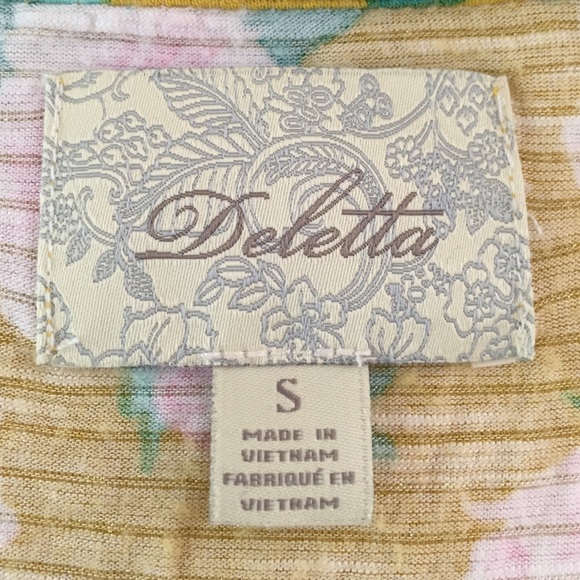 Deletta
S
MADE IN
VIETNAM
FABRIQUÉ EN
VIETNAM